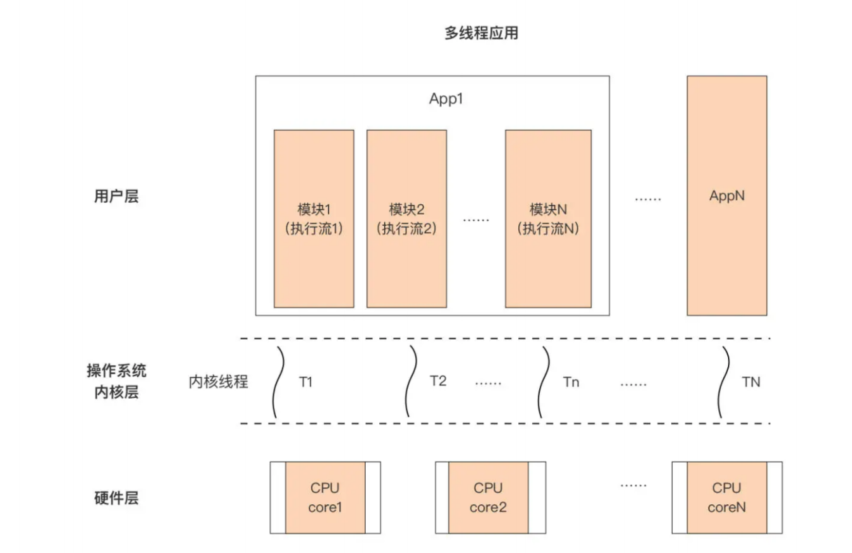 多线程应用
App1
用户层
模块1
(执行流1)
模块2
(执行流2)
......
模块N
(执行流N)
......
AppN
操作系统
内核层
内核线程
T1
T2
......
Tn
......
TN
硬件层
CPU
core1
CPU
core2
......
CPU
coreN